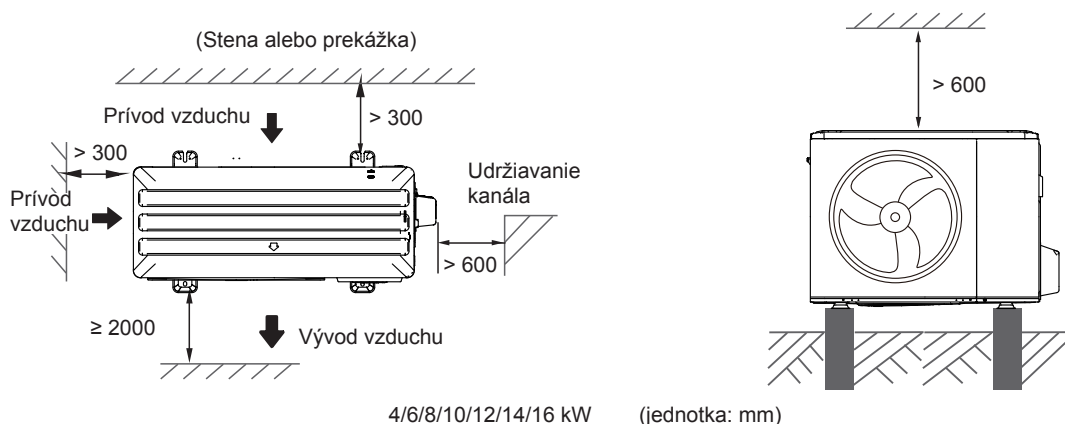 (Stena alebo prekážka)
Prívod vzduchu
> 300
> 300
Prívod
vzduchu
Udržiavanie
kanála
> 600
≥ 2000
Vývod vzduchu
> 600
4/6/8/10/12/14/16 kW (jednotka: mm)